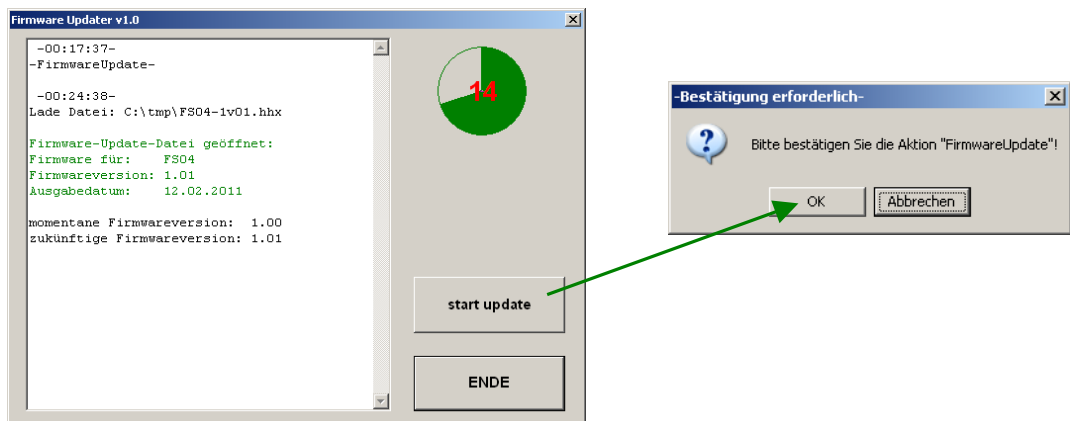 Firmware Updater v1.0
-00:17:37-
-FirmwareUpdate-
-00:24:38-
Lade Datei: C:\tmp\FS04-1v01.hhx
Firmware-Update-Datei geöffnet:
Firmware für: FS04
Firmwareversion: 1.01
Ausgabedatum: 12.02.2011
momentane Firmwareversion: 1.00
zukünftige Firmwareversion: 1.01
14
start update
ENDE
-Bestätigung erforderlich-
Bitte bestätigen Sie die Aktion "FirmwareUpdate"!
OK
Abbrechen